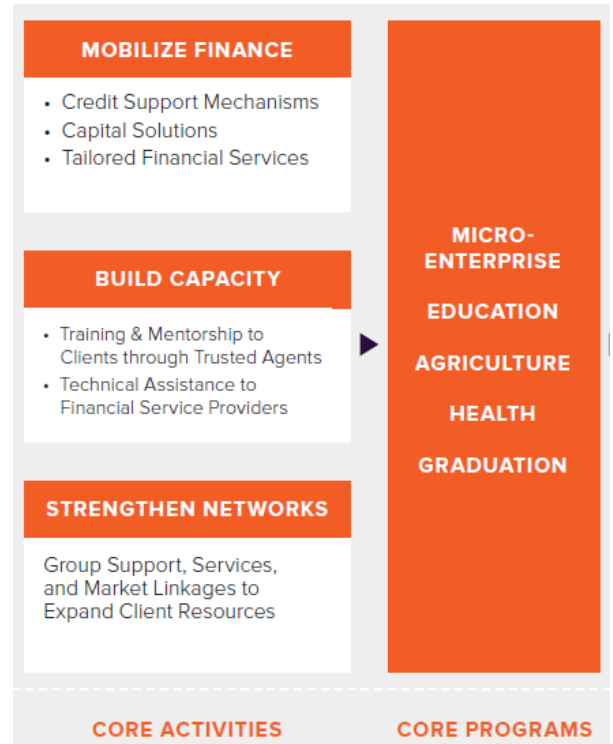 MOBILIZE FINANCE
• Credit Support Mechanisms
• Capital Solutions
• Tailored Financial Services
BUILD CAPACITY
• Training & Mentorship to
Clients through Trusted Agents
• Technical Assistance to
Financial Service Providers
STRENGTHEN NETWORKS
Group Support, Services,
and Market Linkages to
Expand Client Resources
CORE ACTIVITIES
MICRO-
ENTERPRISE
EDUCATION
AGRICULTURE
HEALTH
GRADUATION
CORE PROGRAMS